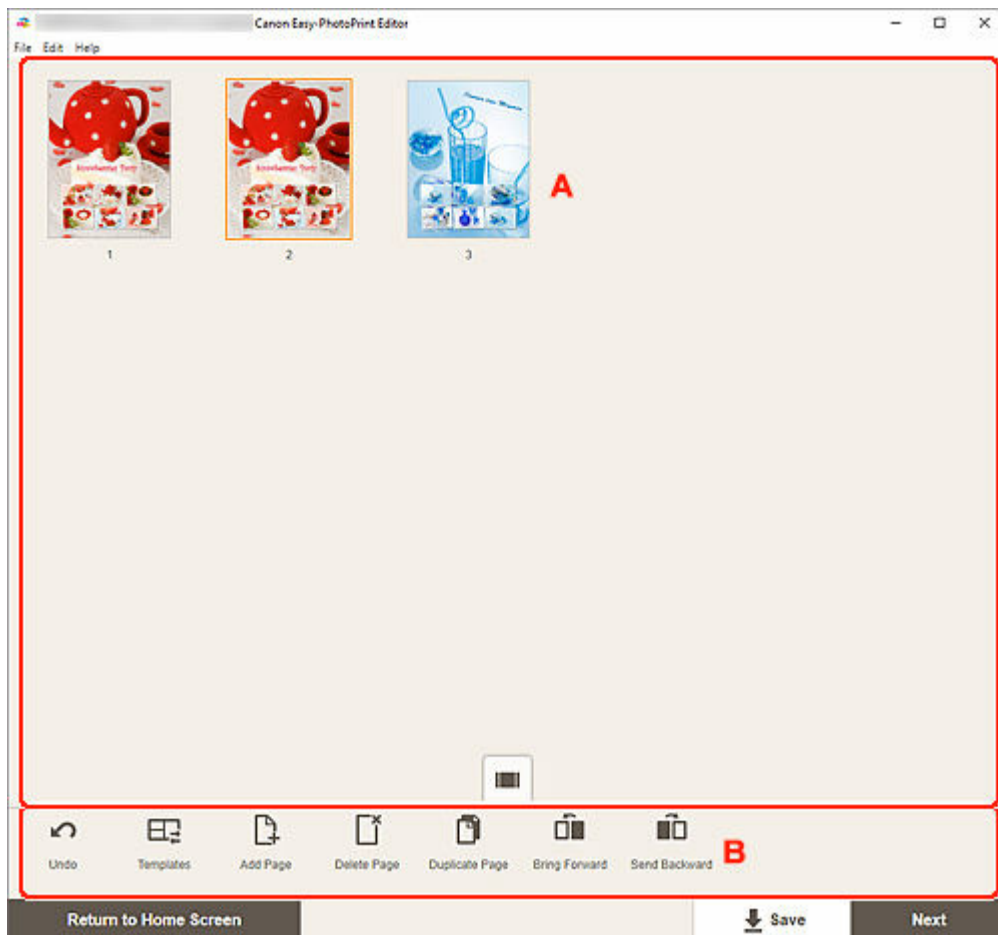 Canon Easy-PhotoPrint Editor
File Edit Help
A
1 2 3
Undo Templates Add Page Delete Page Duplicate Page Bring Forward Send Backward
B
Return to Home Screen Save Next